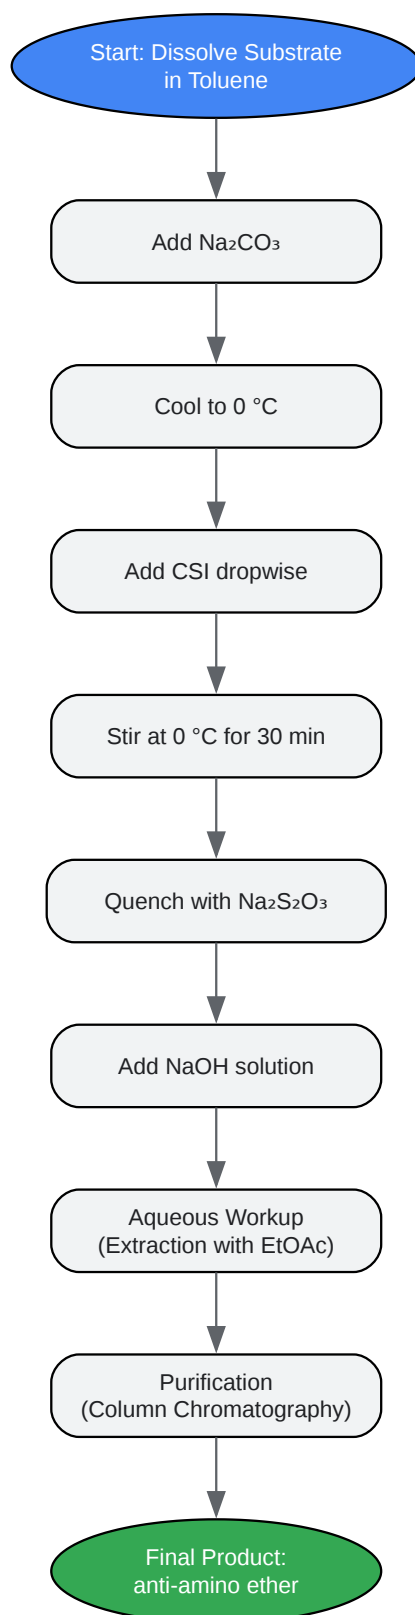 Start: Dissolve Substrate
in Toluene
Add Na₂CO₃
Cool to 0 °C
Add CSI dropwise
Stir at 0 °C for 30 min
Quench with Na₂S₂O₃
Add NaOH solution
Aqueous Workup
(Extraction with EtOAc)
Purification
(Column Chromatography)
Final Product:
anti-amino ether